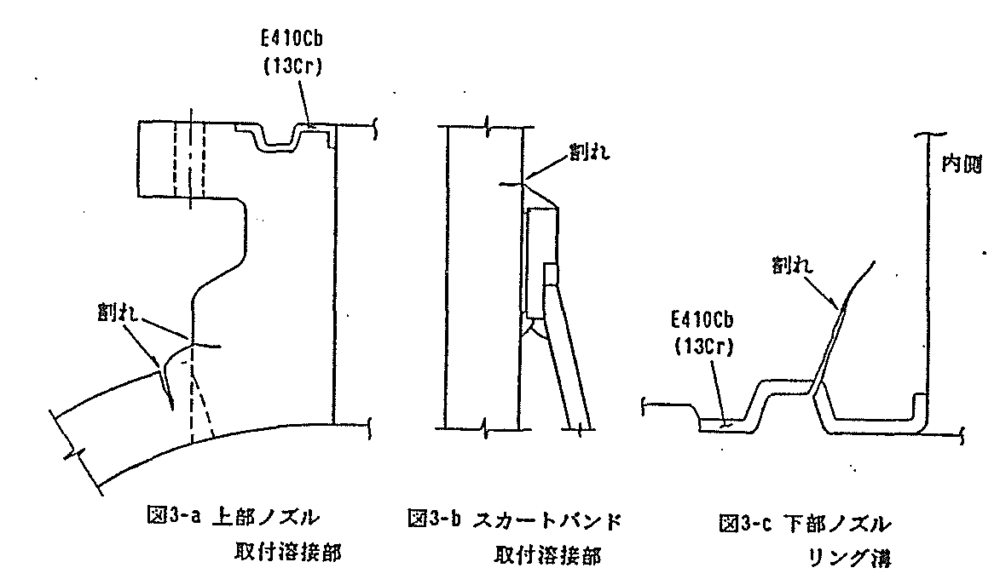 E410Cb
(13Cr)
割れ
内側
割れ
割れ
E410Cb
(13Cr)
図3-a 上部ノズル
取付溶接部
図3-b スカートバンド
取付溶接部
図3-c 下部ノズル
リング溝